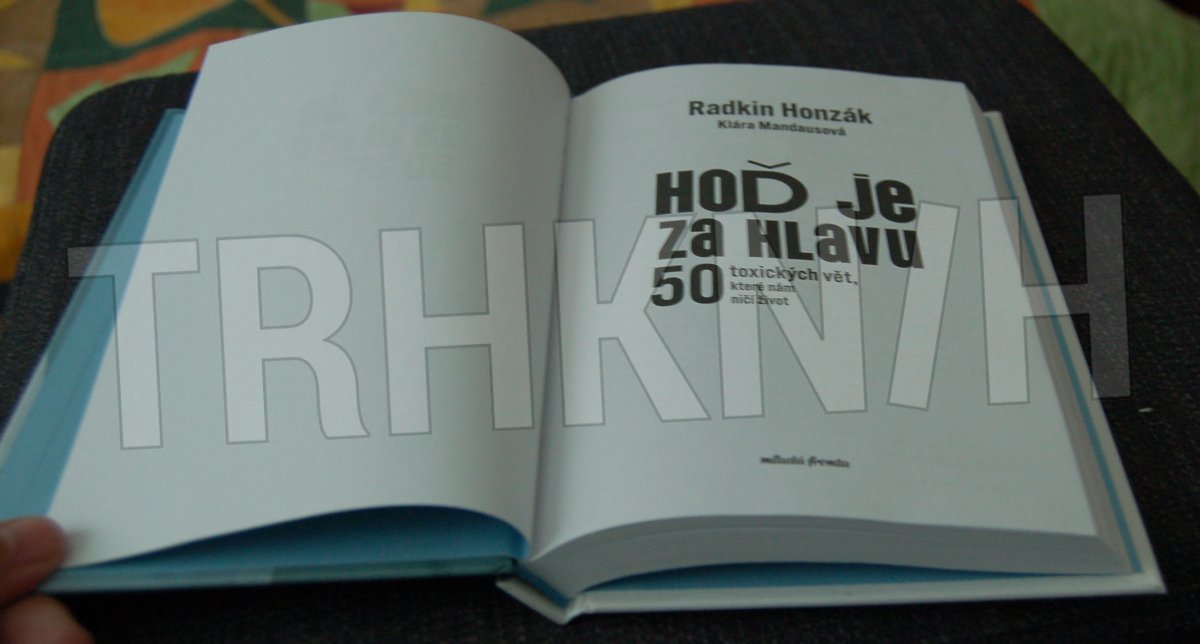 Radkin Honzák
Klára Mandausová
HOĎ je
za HLavu
50 toxických vět,
které nám
ničí život
mladá fronta
TRHKNIH